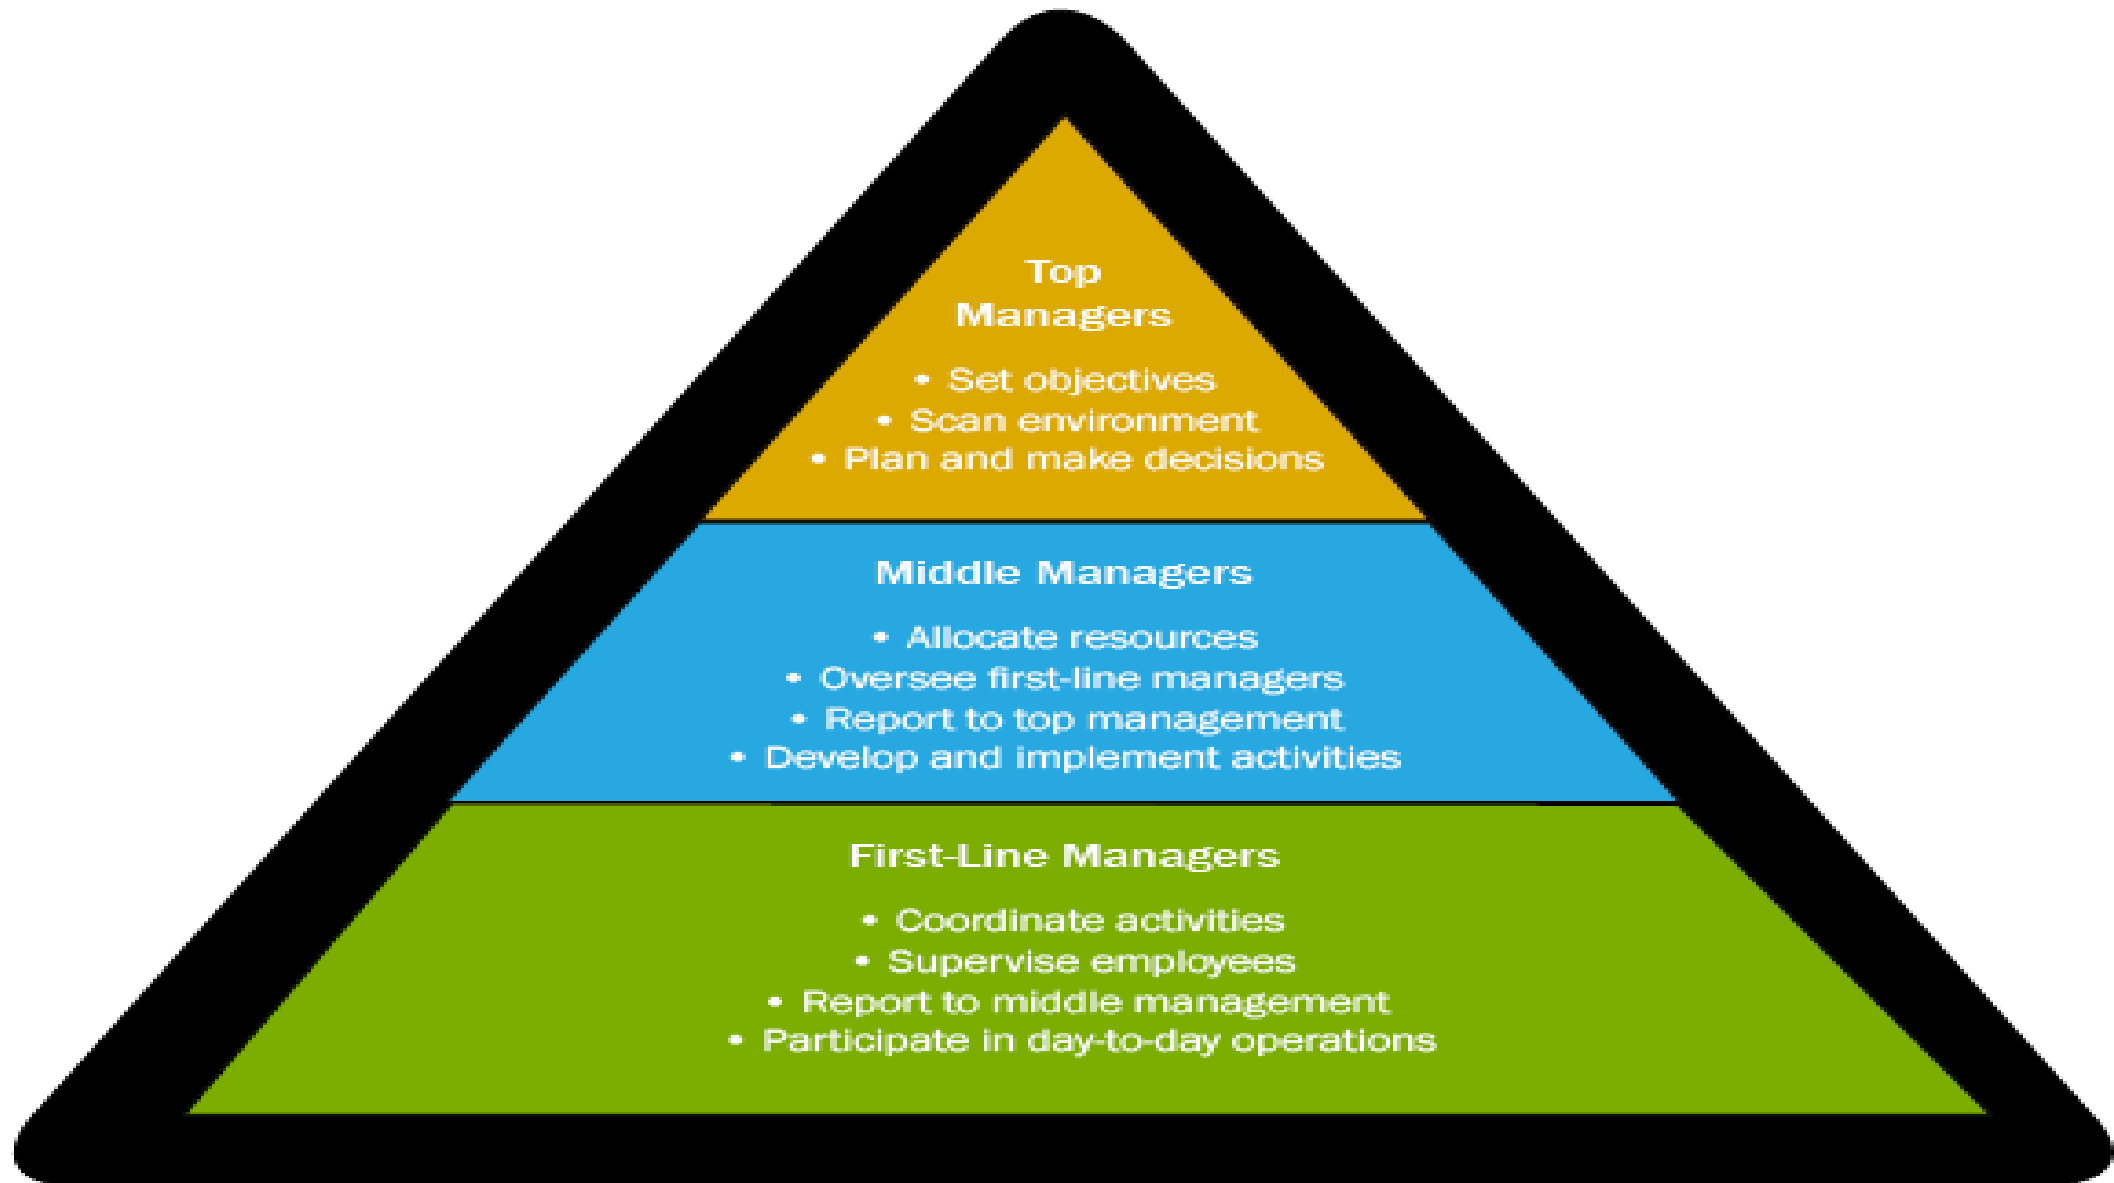 Top
Managers
• Set objectives
• Scan environment
• Plan and make decisions
Middle Managers
• Allocate resources
• Oversee first-line managers
• Report to top management
• Develop and implement activities
First-Line Managers
• Coordinate activities
• Supervise employees
• Report to middle management
• Participate in day-to-day operations